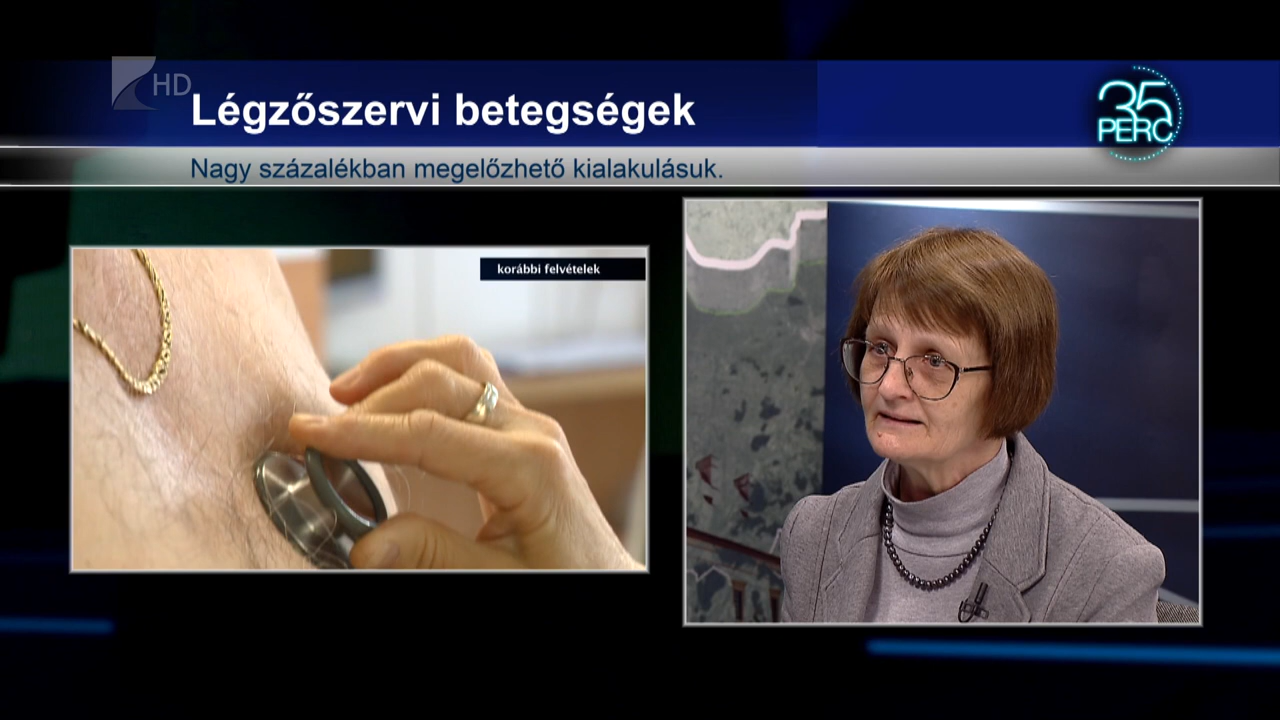 HD
Légzőszervi betegségek
35
PERC
Nagy százalékban megelőzhető kialakulásuk.
korábbi felvételek